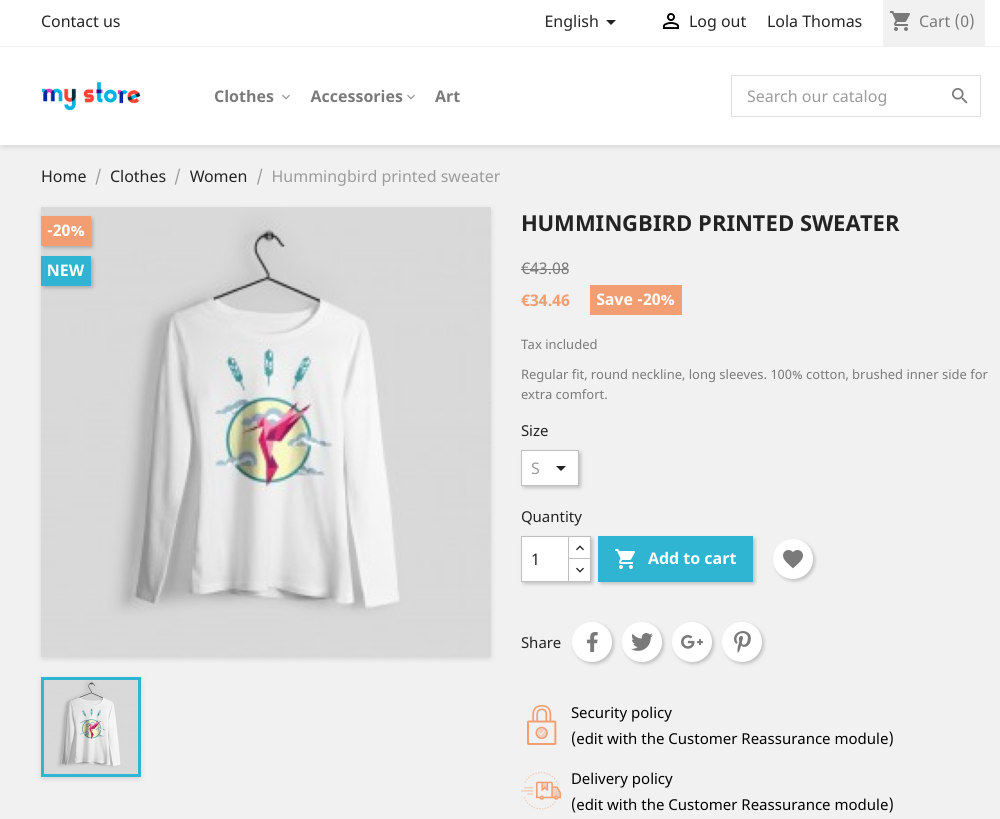 Contact us
English
Log out
Lola Thomas
Cart (0)
my store
Clothes
Accessories
Art
Search our catalog
Home / Clothes / Women / Hummingbird printed sweater
-20%
NEW
HUMMINGBIRD PRINTED SWEATER
€43.08
€34.46
Save -20%
Tax included
Regular fit, round neckline, long sleeves. 100% cotton, brushed inner side for
extra comfort.
Size
S
Quantity
1
Add to cart
Share
G+
Security policy
(edit with the Customer Reassurance module)
Delivery policy
(edit with the Customer Reassurance module)